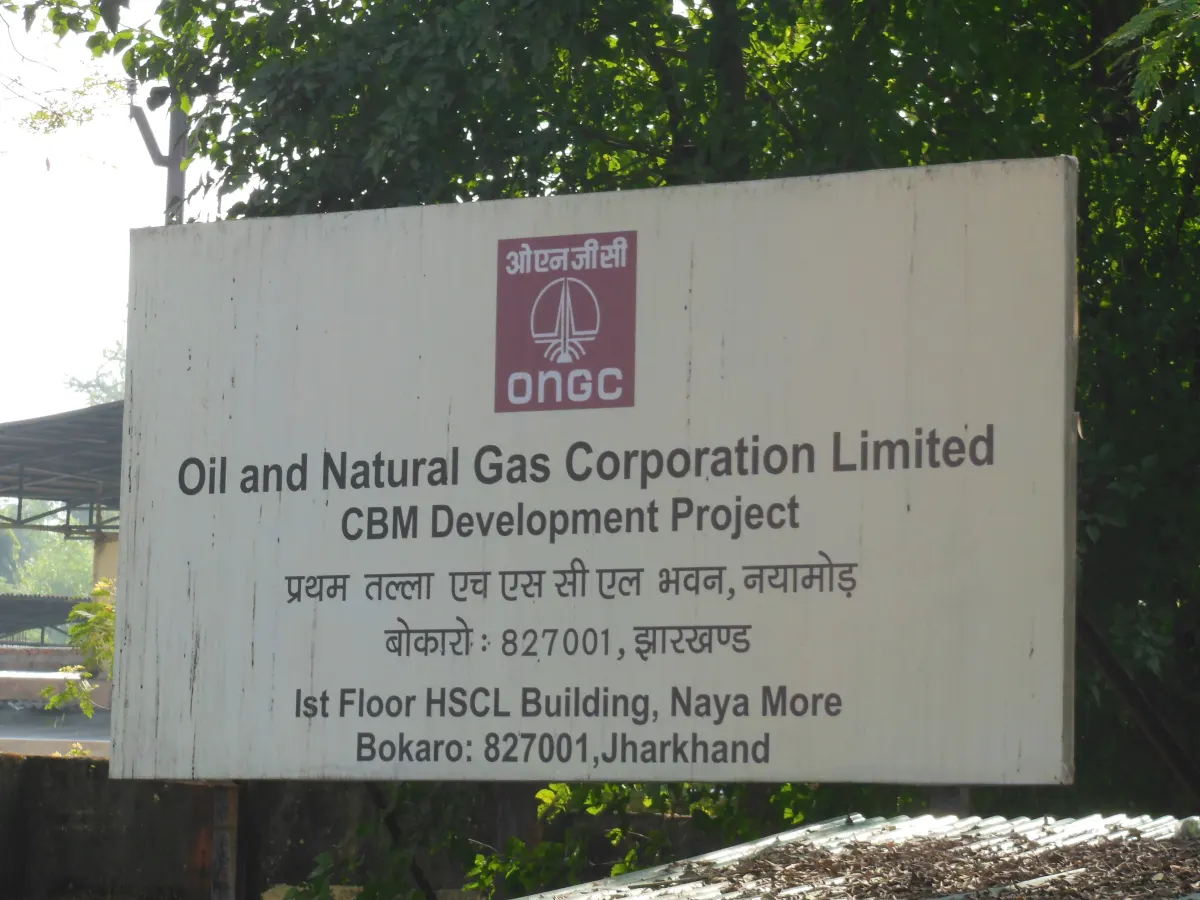 ओएनजीसी
ONGC
Oil and Natural Gas Corporation Limited
CBM Development Project
प्रथम तल्ला एच एस सी एल भवन, नयामोड़
बोकारो : 827001, झारखण्ड
Ist Floor HSCL Building, Naya More
Bokaro: 827001,Jharkhand